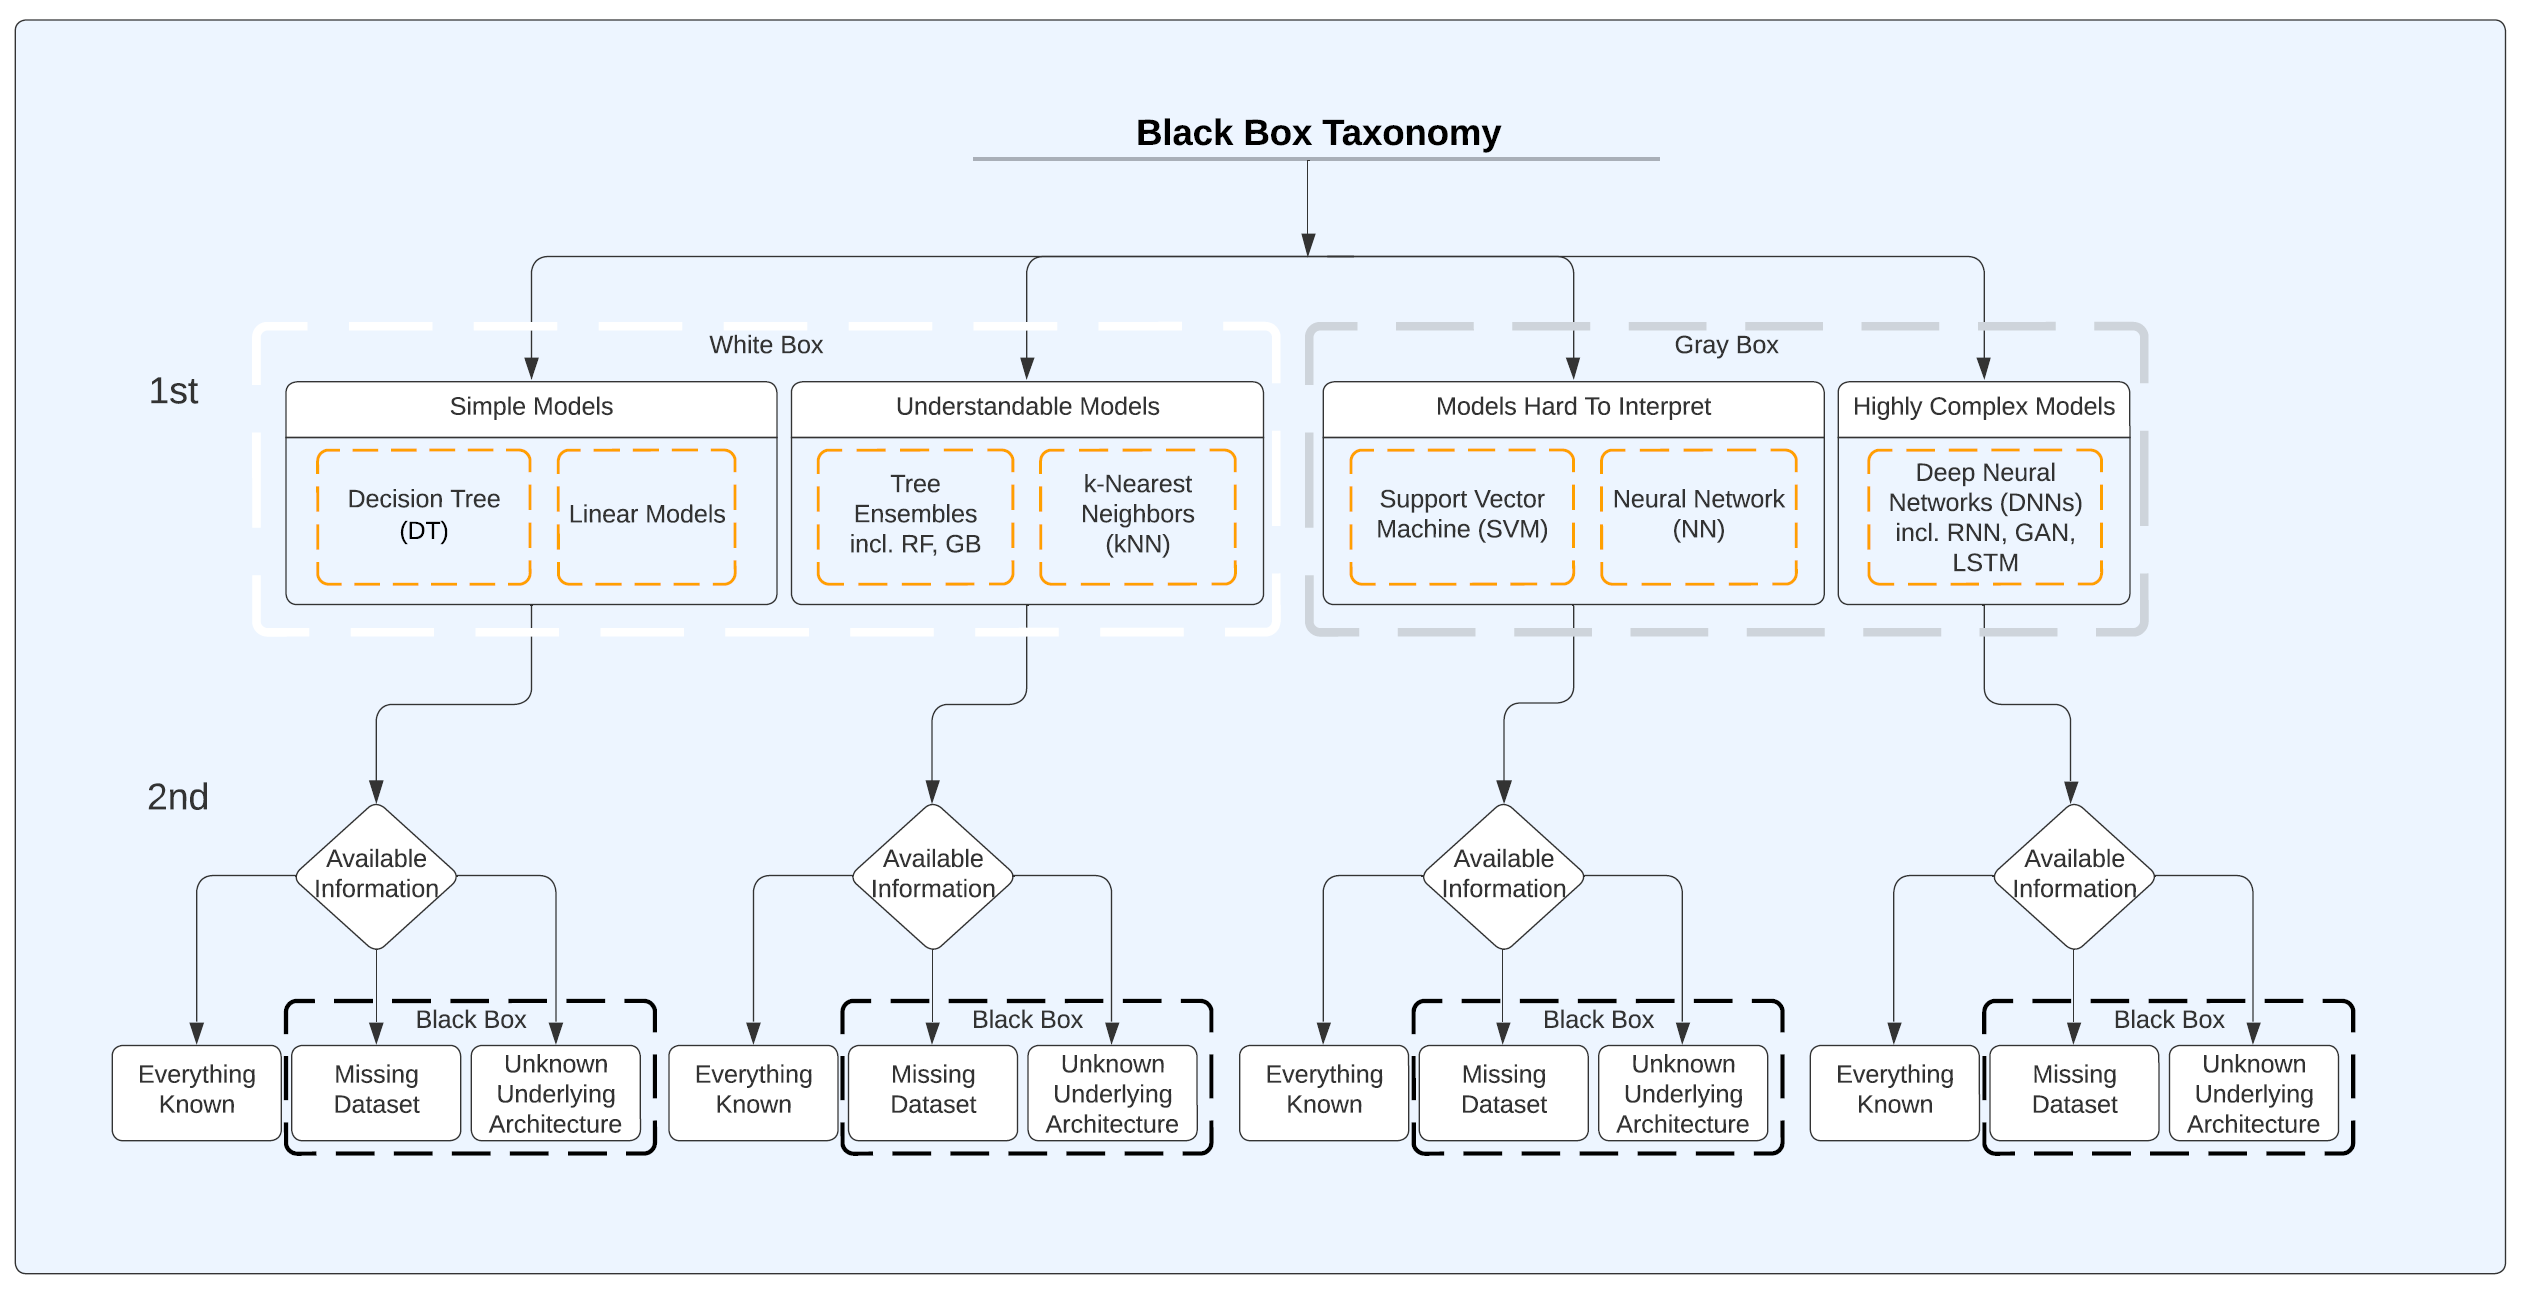 Black Box Taxonomy
White Box
Gray Box
1st
Simple Models
Understandable Models
Models Hard To Interpret
Highly Complex Models
Decision Tree
(DT)
Linear Models
Tree
Ensembles
incl. RF, GB
k-Nearest
Neighbors
(kNN)
Support Vector
Machine (SVM)
Neural Network
(NN)
Deep Neural
Networks (DNNs)
incl. RNN, GAN,
LSTM
2nd
Available
Information
Available
Information
Available
Information
Available
Information
Black Box
Black Box
Black Box
Black Box
Everything
Known
Missing
Dataset
Unknown
Underlying
Architecture
Everything
Known
Missing
Dataset
Unknown
Underlying
Architecture
Everything
Known
Missing
Dataset
Unknown
Underlying
Architecture
Everything
Known
Missing
Dataset
Unknown
Underlying
Architecture